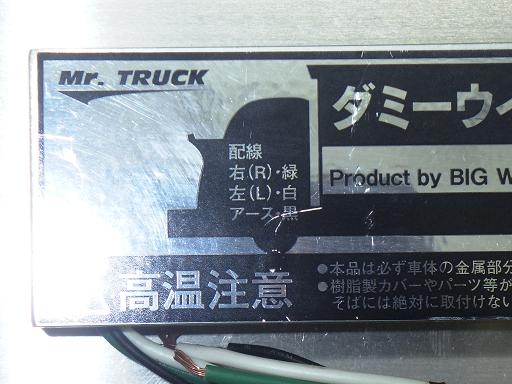 Mr. TRUCK
ダミーウイ
配線
右(R)・緑
左(L)・白
アース・黒
Product by BIG W
高温注意
●本品は必ず車体の金属部分
●樹脂製カバーやパーツ等が
そばには絶対に取付けない